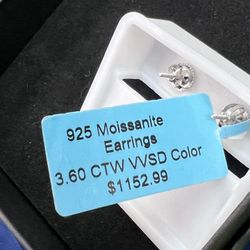 925 Moissanite
Earrings
3.60 CTW VVSD Color
$1152.99